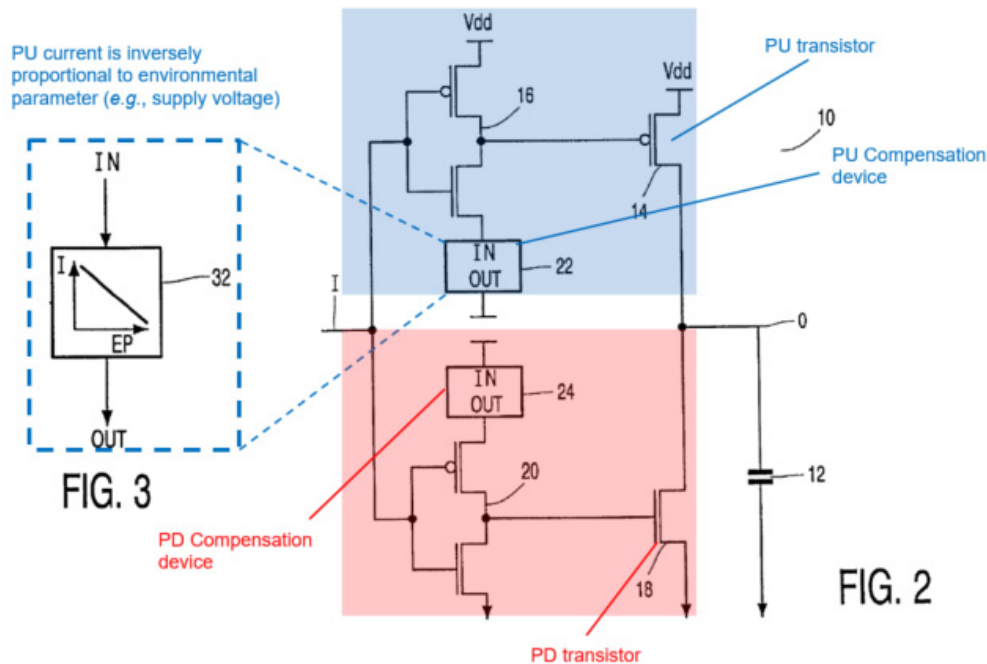 PU current is inversely
proportional to environmental
parameter (e.g., supply voltage)
IN
I
EP
32
OUT
FIG. 3
Vdd
16
Vdd
PU transistor
10
PU Compensation
device
14
IN
OUT
22
I
O
IN
OUT
24
20
12
PD Compensation
device
18
FIG. 2
PD transistor